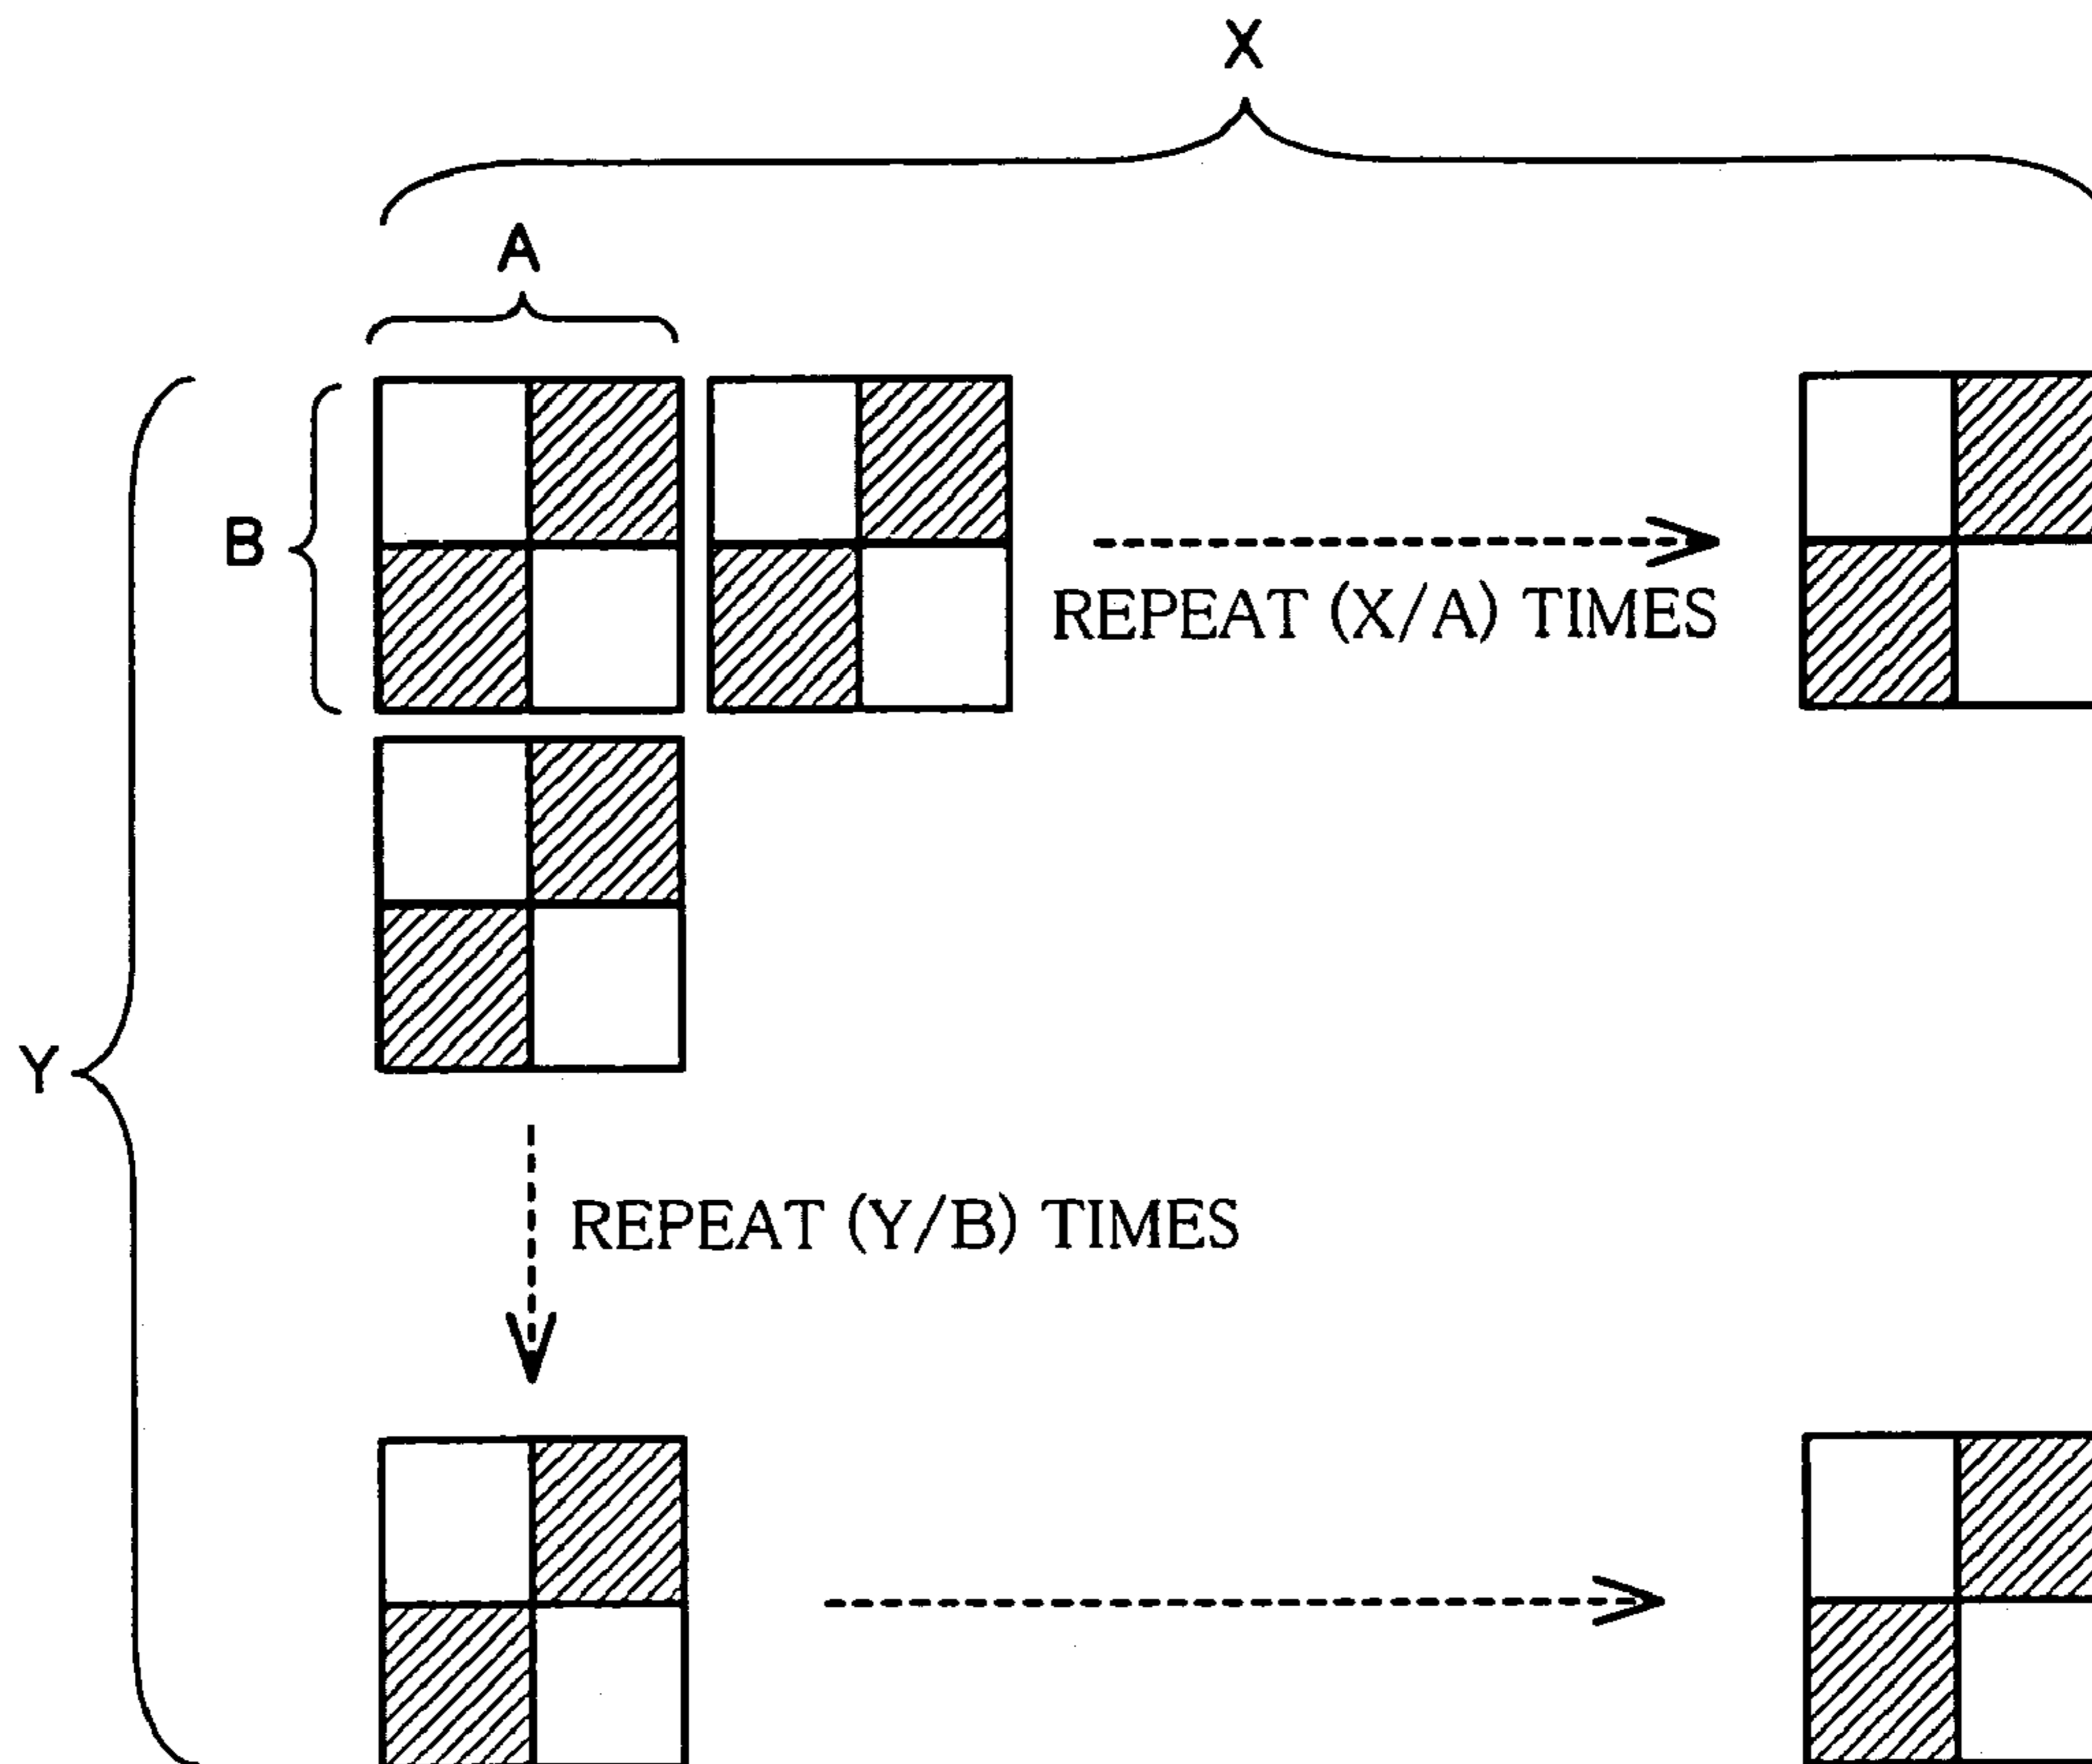 X
A
B
REPEAT (X/A) TIMES
Y
REPEAT (Y/B) TIMES